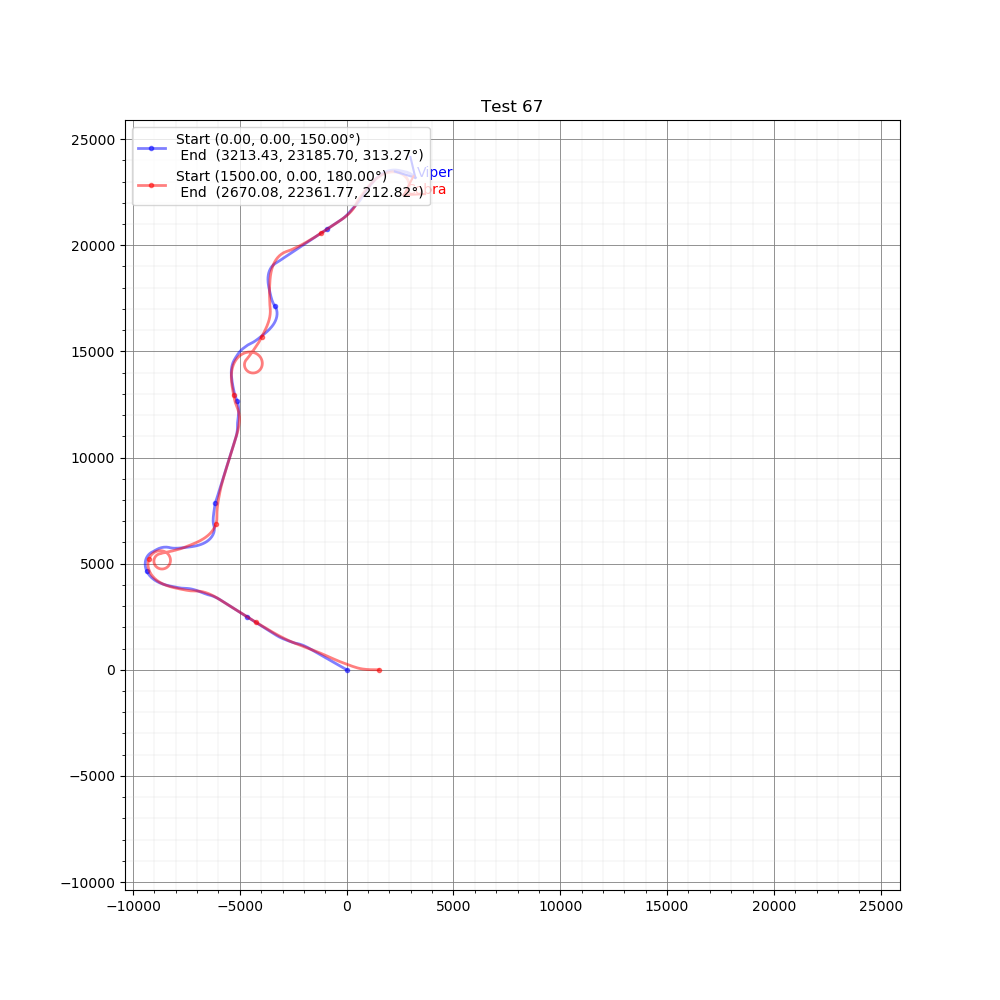 Test 67
Start (0.00, 0.00, 150.00°)
End (3213.43, 23185.70, 313.27°)
Start (1500.00, 0.00, 180.00°)
End (2670.08, 22361.77, 212.82°)
Viper
25000
20000
15000
10000
5000
0
−5000
−10000
−10000 −5000 0 5000 10000 15000 20000 25000